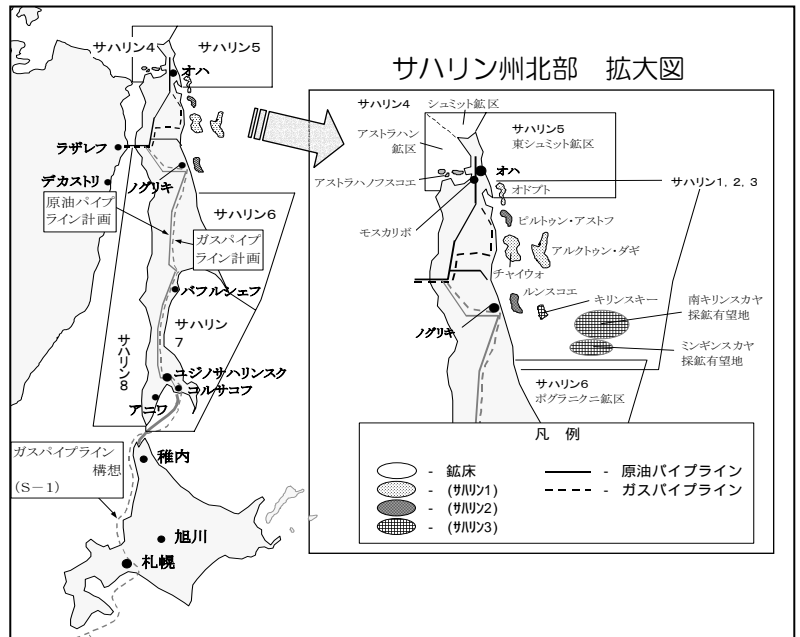 サハリン4
サハリン5
オハ
ラザレフ
デカストリ
ノグリキ
原油パイプ
ライン計画
サハリン6
ガスパイプ
ライン計画
バフルシェフ
サハリン
7
サハリン8
ユジノサハリンスク
コルサコフ
アニワ
ガスパイプライン
構想
(S-1)
稚内
旭川
札幌
サハリン州北部 拡大図
サハリン4
シュミット鉱区
アストラハン
鉱区
サハリン5
東シュミット鉱区
アストラハノフスコエ
オハ
オドプト
サハリン1, 2, 3
モスカリボ
ピルトゥン・アストフ
アルクトゥン・ダギ
チャイウォ
ルンスコエ
キリンスキー
南キリンスカヤ
採鉱有望地
ノグリキ
ミンギンスカヤ
採鉱有望地
サハリン6
ポグラニクニ鉱区
凡 例
- 鉱床
- (サハリン1)
- (サハリン2)
- (サハリン3)
- 原油パイプライン
- ガスパイプライン